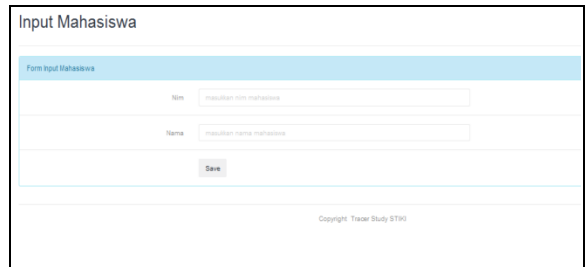 Input Mahasiswa
Form Input Mahasiswa
Nim masukkan nim mahasiswa
Nama masukkan nama mahasiswa
Save
Copyright Tracer Study STIKI